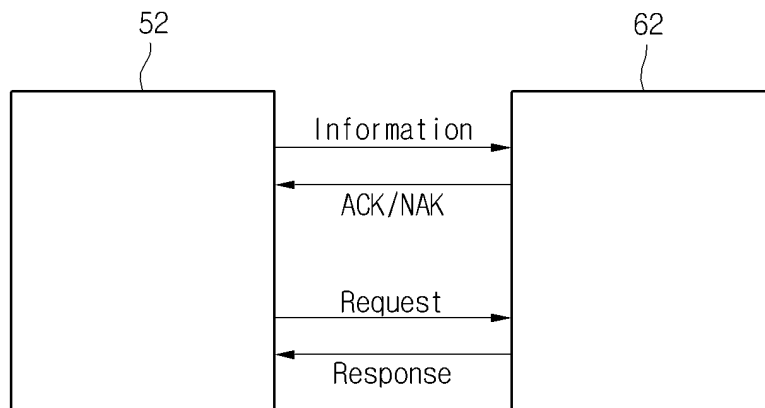 52
62
Information
ACK/NAK
Request
Response